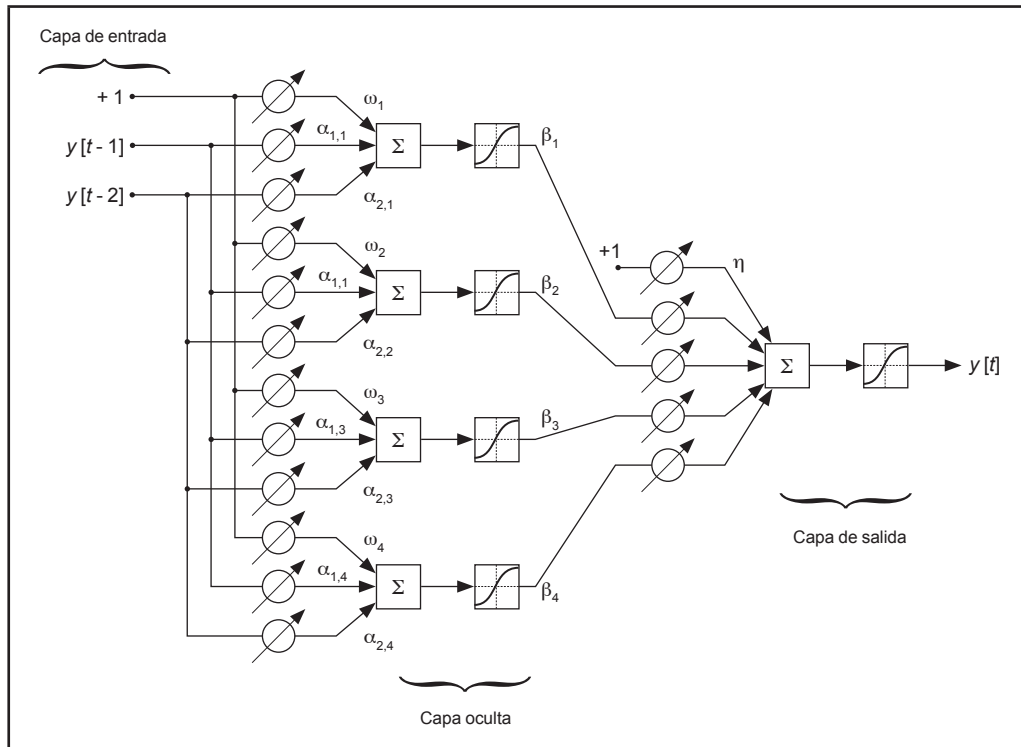 Capa de entrada
+ 1
y [t - 1]
y [t - 2]
ω1
α1,1
α2,1
Σ
β1
ω2
α1,1
α2,2
Σ
β2
ω3
α1,3
α2,3
Σ
β3
ω4
α1,4
α2,4
Σ
β4
+1
η
Σ
y [t]
Capa de salida
Capa oculta